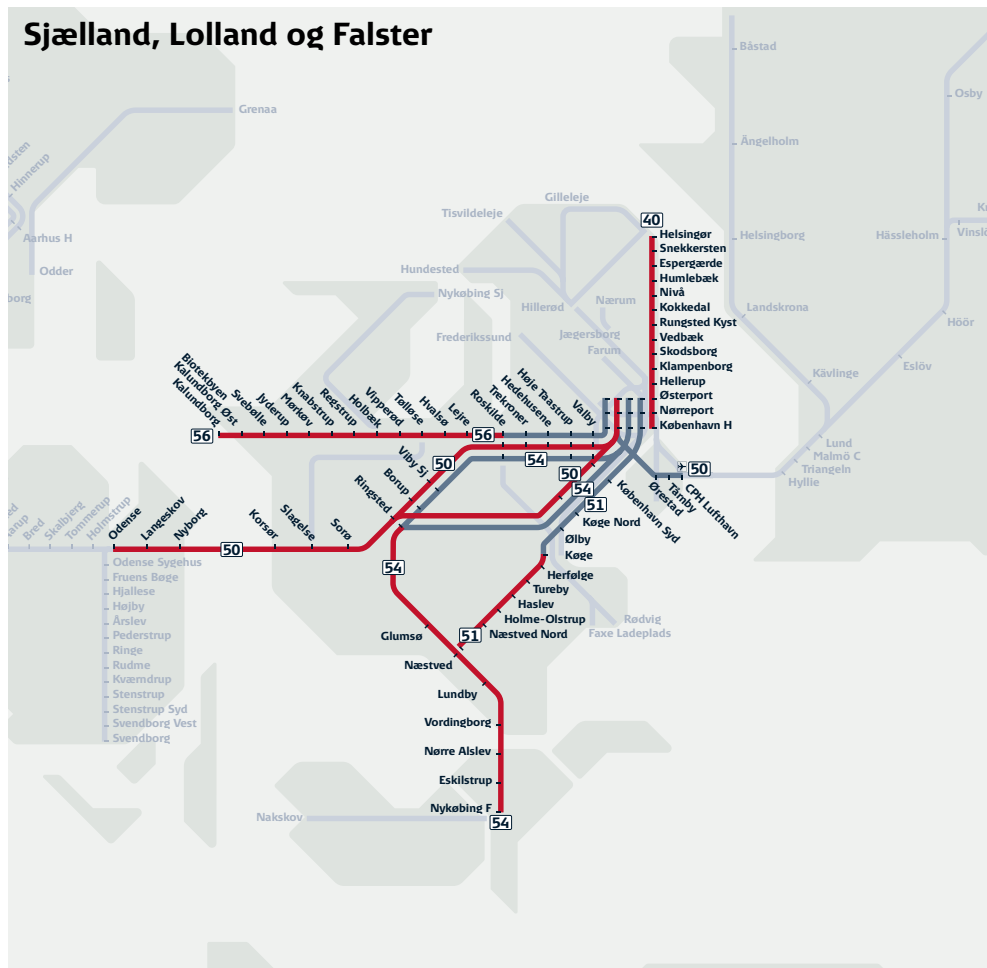 Sjælland, Lolland og Falster
Båstad
Osby
Grenaa
Hinnerup
Ängelholm
Gilleleje
Tisvildeleje
40
Helsingør
Snekkersten
Espergærde
Humlebæk
Nivå
Kokkedal
Rungsted Kyst
Vedbæk
Skodsborg
Klampenborg
Hellerup
Østerport
Nørreport
København H
Helsingborg
Hässleholm
Aarhus H
Odder
Hundested
Nykøbing Sj
Hillerød
Nærum
Jægersborg
Farum
Frederikssund
Landskrona
Höör
Eslöv
Kävlinge
Lund
Malmö C
Triangeln
Hyllie
56
Kalundborg
Kalundborg Øst
Biotekbyen
Svebølle
Jyderup
Mørkøv
Knabstrup
Regstrup
Holbæk
Vipperød
Tølløse
Hvalsø
Lejre
56
Roskilde
Trekroner
Hedehusene
Høje Taastrup
Valby
Viby Sj
50
54
Borup
Ringsted
50
54
51
50
København Syd
Ørestad
Tårnby
CPH Lufthavn
Køge Nord
Ølby
Køge
Bred
Skalbjerg
Tommerup
Holmstrup
Odense
Langeskov
Nyborg
50
Korsør
Slagelse
Sorø
54
Odense Sygehus
Fruens Bøge
Hjallese
Højby
Årslev
Pederstrup
Ringe
Rudme
Kværndrup
Stenstrup
Stenstrup Syd
Svendborg Vest
Svendborg
Herfølge
Tureby
Haslev
Holme-Olstrup
Næstved Nord
51
Rødvig
Faxe Ladeplads
Glumsø
Næstved
Lundby
Vordingborg
Nørre Alslev
Eskilstrup
Nykøbing F
Nakskov
54